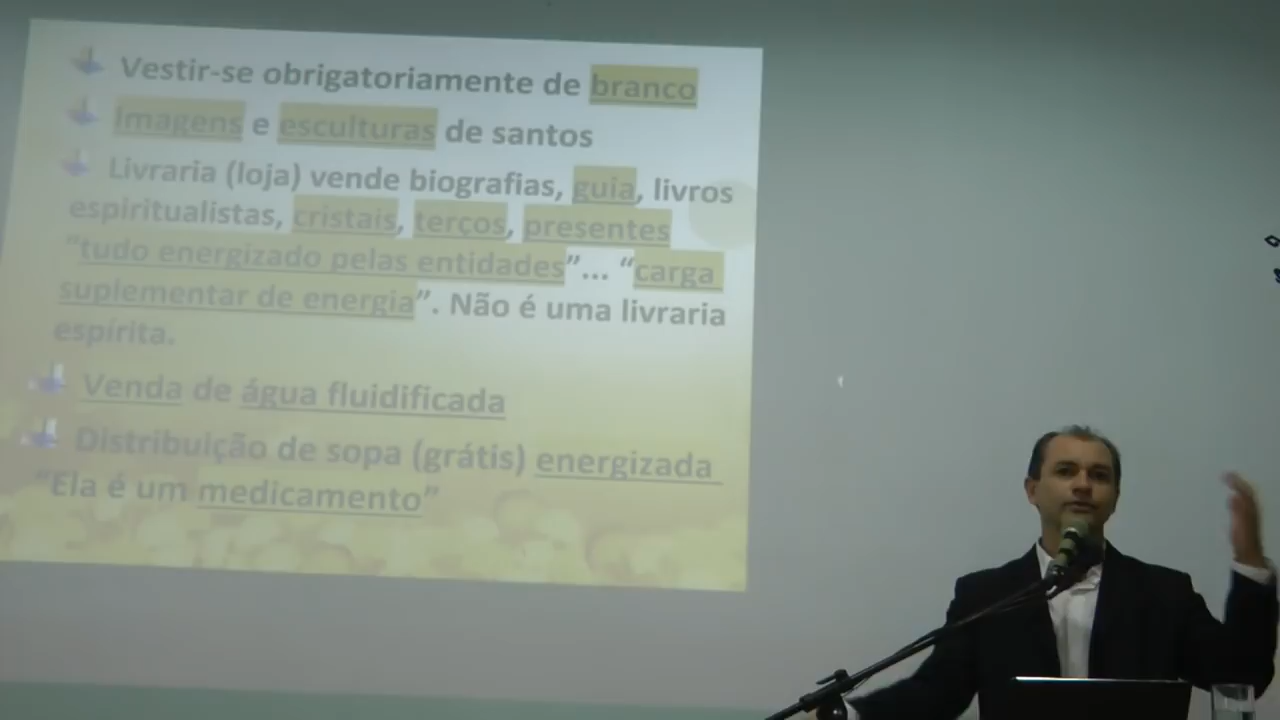 Vestir-se obrigatoriamente de branco
Imagens e esculturas de santos
Livraria (loja) vende biografias, guia, livros
espiritualistas, cristais, terços, presentes
“tudo energizado pelas entidades”... “carga
suplementar de energia”. Não é uma livraria
espírita.
Venda de água fluidificada
Distribuição de sopa (grátis) energizada
“Ela é um medicamento”